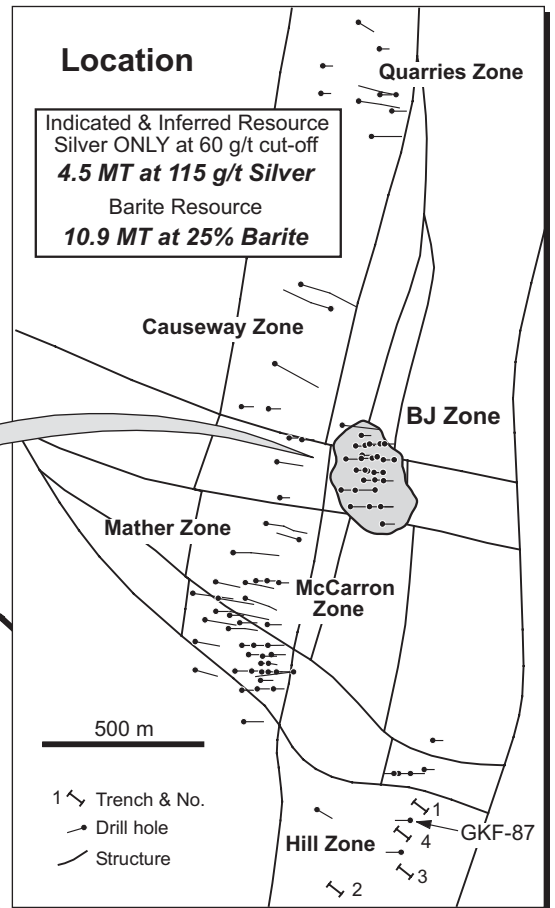 Location
Quarries Zone
Indicated & Inferred Resource
Silver ONLY at 60 g/t cut-off
4.5 MT at 115 g/t Silver
Barite Resource
10.9 MT at 25% Barite
Causeway Zone
BJ Zone
Mather Zone
McCarron
Zone
500 m
1 Trench & No.
Drill hole
Structure
1
GKF-87
4
Hill Zone
3
2